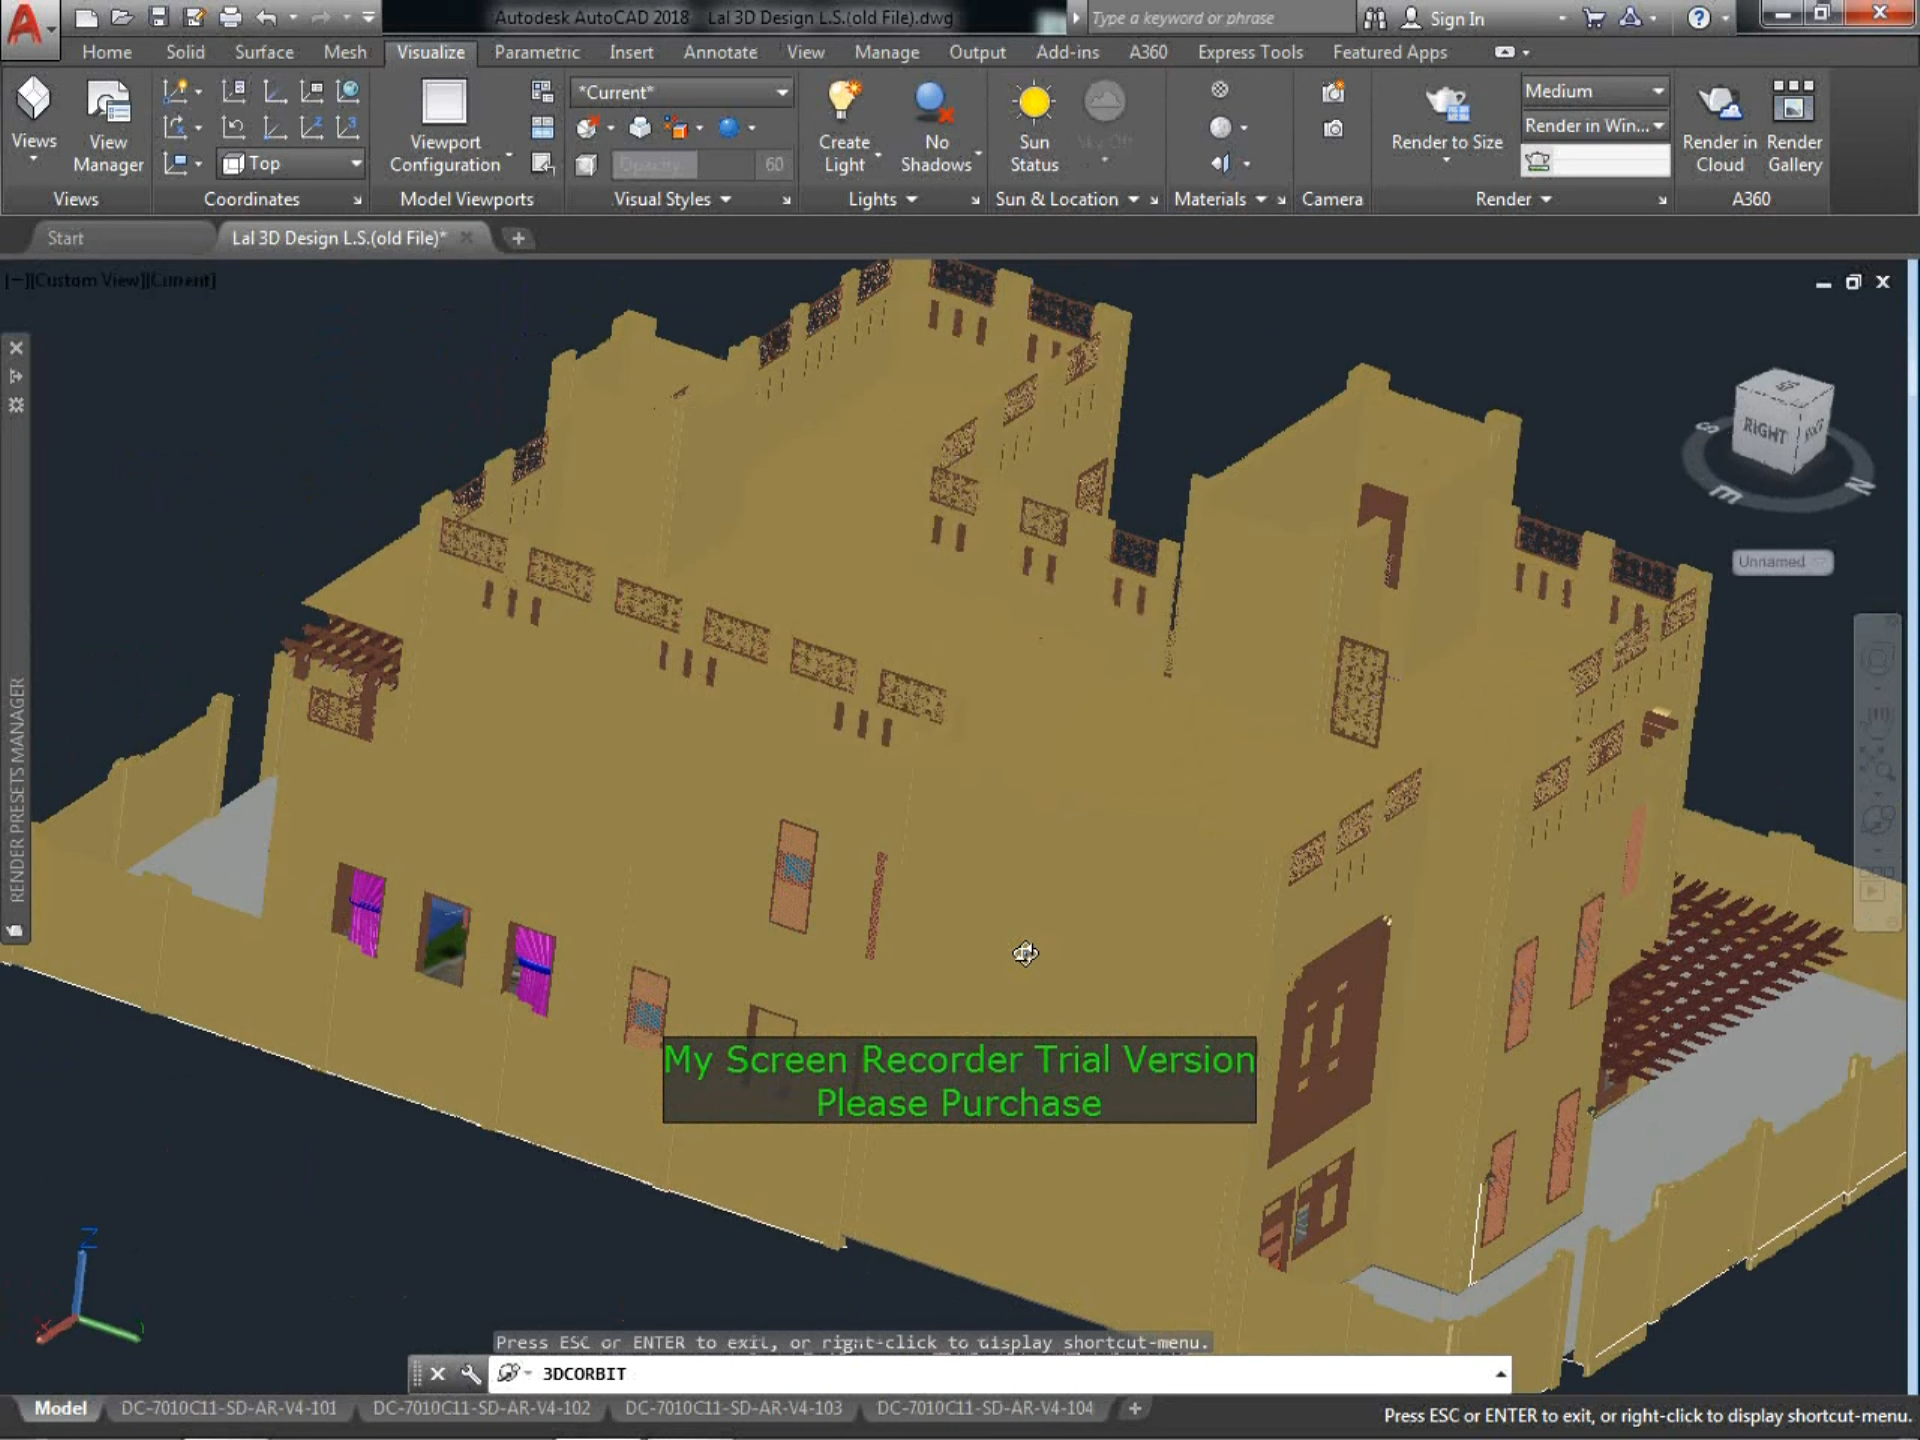 Autodesk AutoCAD 2018 Lal 3D Design L.S.(old File).dwg
Type a keyword or phrase
Sign In
Home Solid Surface Mesh Visualize Parametric Insert Annotate View Manage Output Add-ins A360 Express Tools Featured Apps
Views
View Manager
Top
Viewport Configuration
*Current*
Opacity 60
Create Light
No Shadows
Sun Status
Sky Off
Render to Size
Medium
Render in Win...
Render in Cloud
Render Gallery
Views Coordinates Model Viewports Visual Styles Lights Sun & Location Materials Camera Render A360
Start Lal 3D Design L.S.(old File)*
[−][Custom View][Current]
RIGHT
S
E
N
Unnamed
RENDER PRESETS MANAGER
My Screen Recorder Trial Version
Please Purchase
Z
X
Press ESC or ENTER to exit, or right-click to display shortcut-menu.
3DCORBIT
Model DC-7010C11-SD-AR-V4-101 DC-7010C11-SD-AR-V4-102 DC-7010C11-SD-AR-V4-103 DC-7010C11-SD-AR-V4-104
Press ESC or ENTER to exit, or right-click to display shortcut-menu.